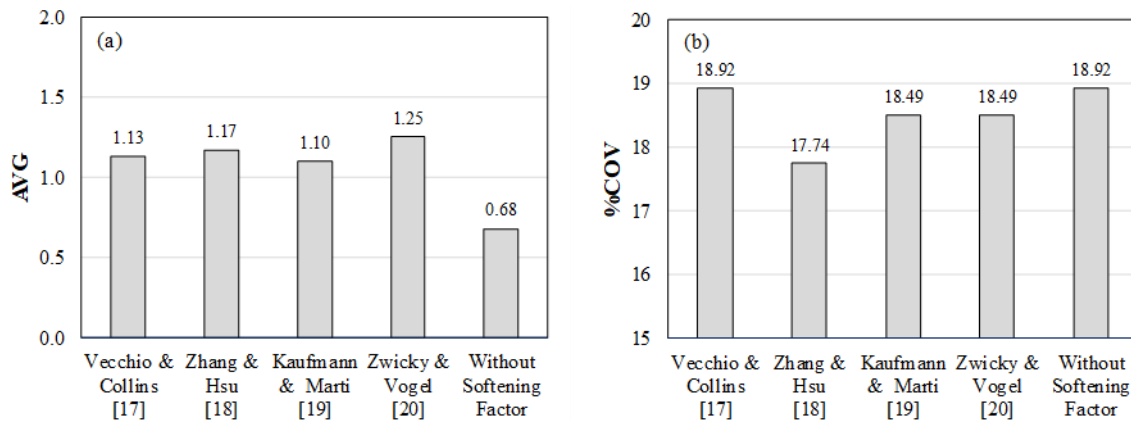 (a)
AVG
2.0
1.5
1.0
0.5
0.0
1.13
1.17
1.10
1.25
0.68
Vecchio &
Collins
[17]
Zhang &
Hsu
[18]
Kaufmann
& Marti
[19]
Zwicky &
Vogel
[20]
Without
Softening
Factor
(b)
%COV
20
19
18
17
16
15
18.92
17.74
18.49
18.49
18.92
Vecchio &
Collins
[17]
Zhang &
Hsu
[18]
Kaufmann
& Marti
[19]
Zwicky &
Vogel
[20]
Without
Softening
Factor